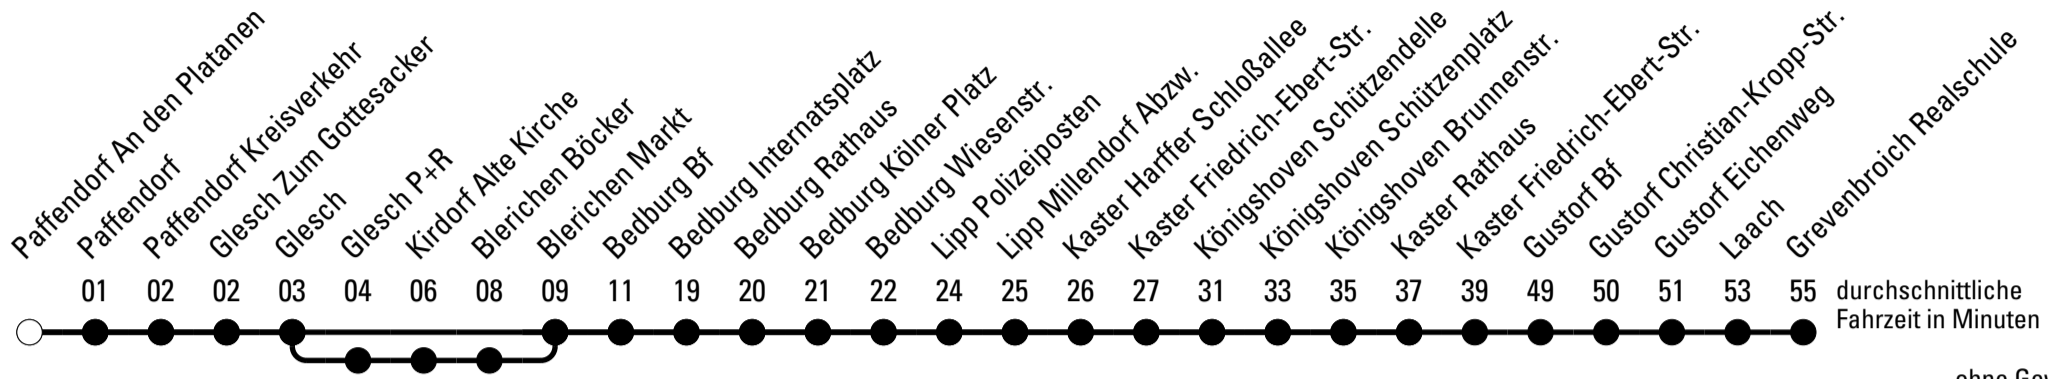 Paffendorf An den Platanen
Paffendorf
Paffendorf Kreisverkehr
Glesch Zum Gottesacker
Glesch
Glesch P+R
Kirdorf Alte Kirche
Blerichen Böcker
Blerichen Markt
Bedburg Bf
Bedburg Internatsplatz
Bedburg Rathaus
Bedburg Kölner Platz
Bedburg Wiesenstr.
Lipp Polizeiposten
Lipp Millendorf Abzw.
Kaster Harffer Schloßallee
Kaster Friedrich-Ebert-Str.
Königshoven Schützendelle
Königshoven Schützenplatz
Königshoven Brunnenstr.
Kaster Rathaus
Kaster Friedrich-Ebert-Str.
Gustorf Bf
Gustorf Christian-Kropp-Str.
Gustorf Eichenweg
Laach
Grevenbroich Realschule
01 02 02 03 04 06 08 09 11 19 20 21 22 24 25 26 27 31 33 35 37 39 49 50 51 53 55 durchschnittliche
Fahrzeit in Minuten